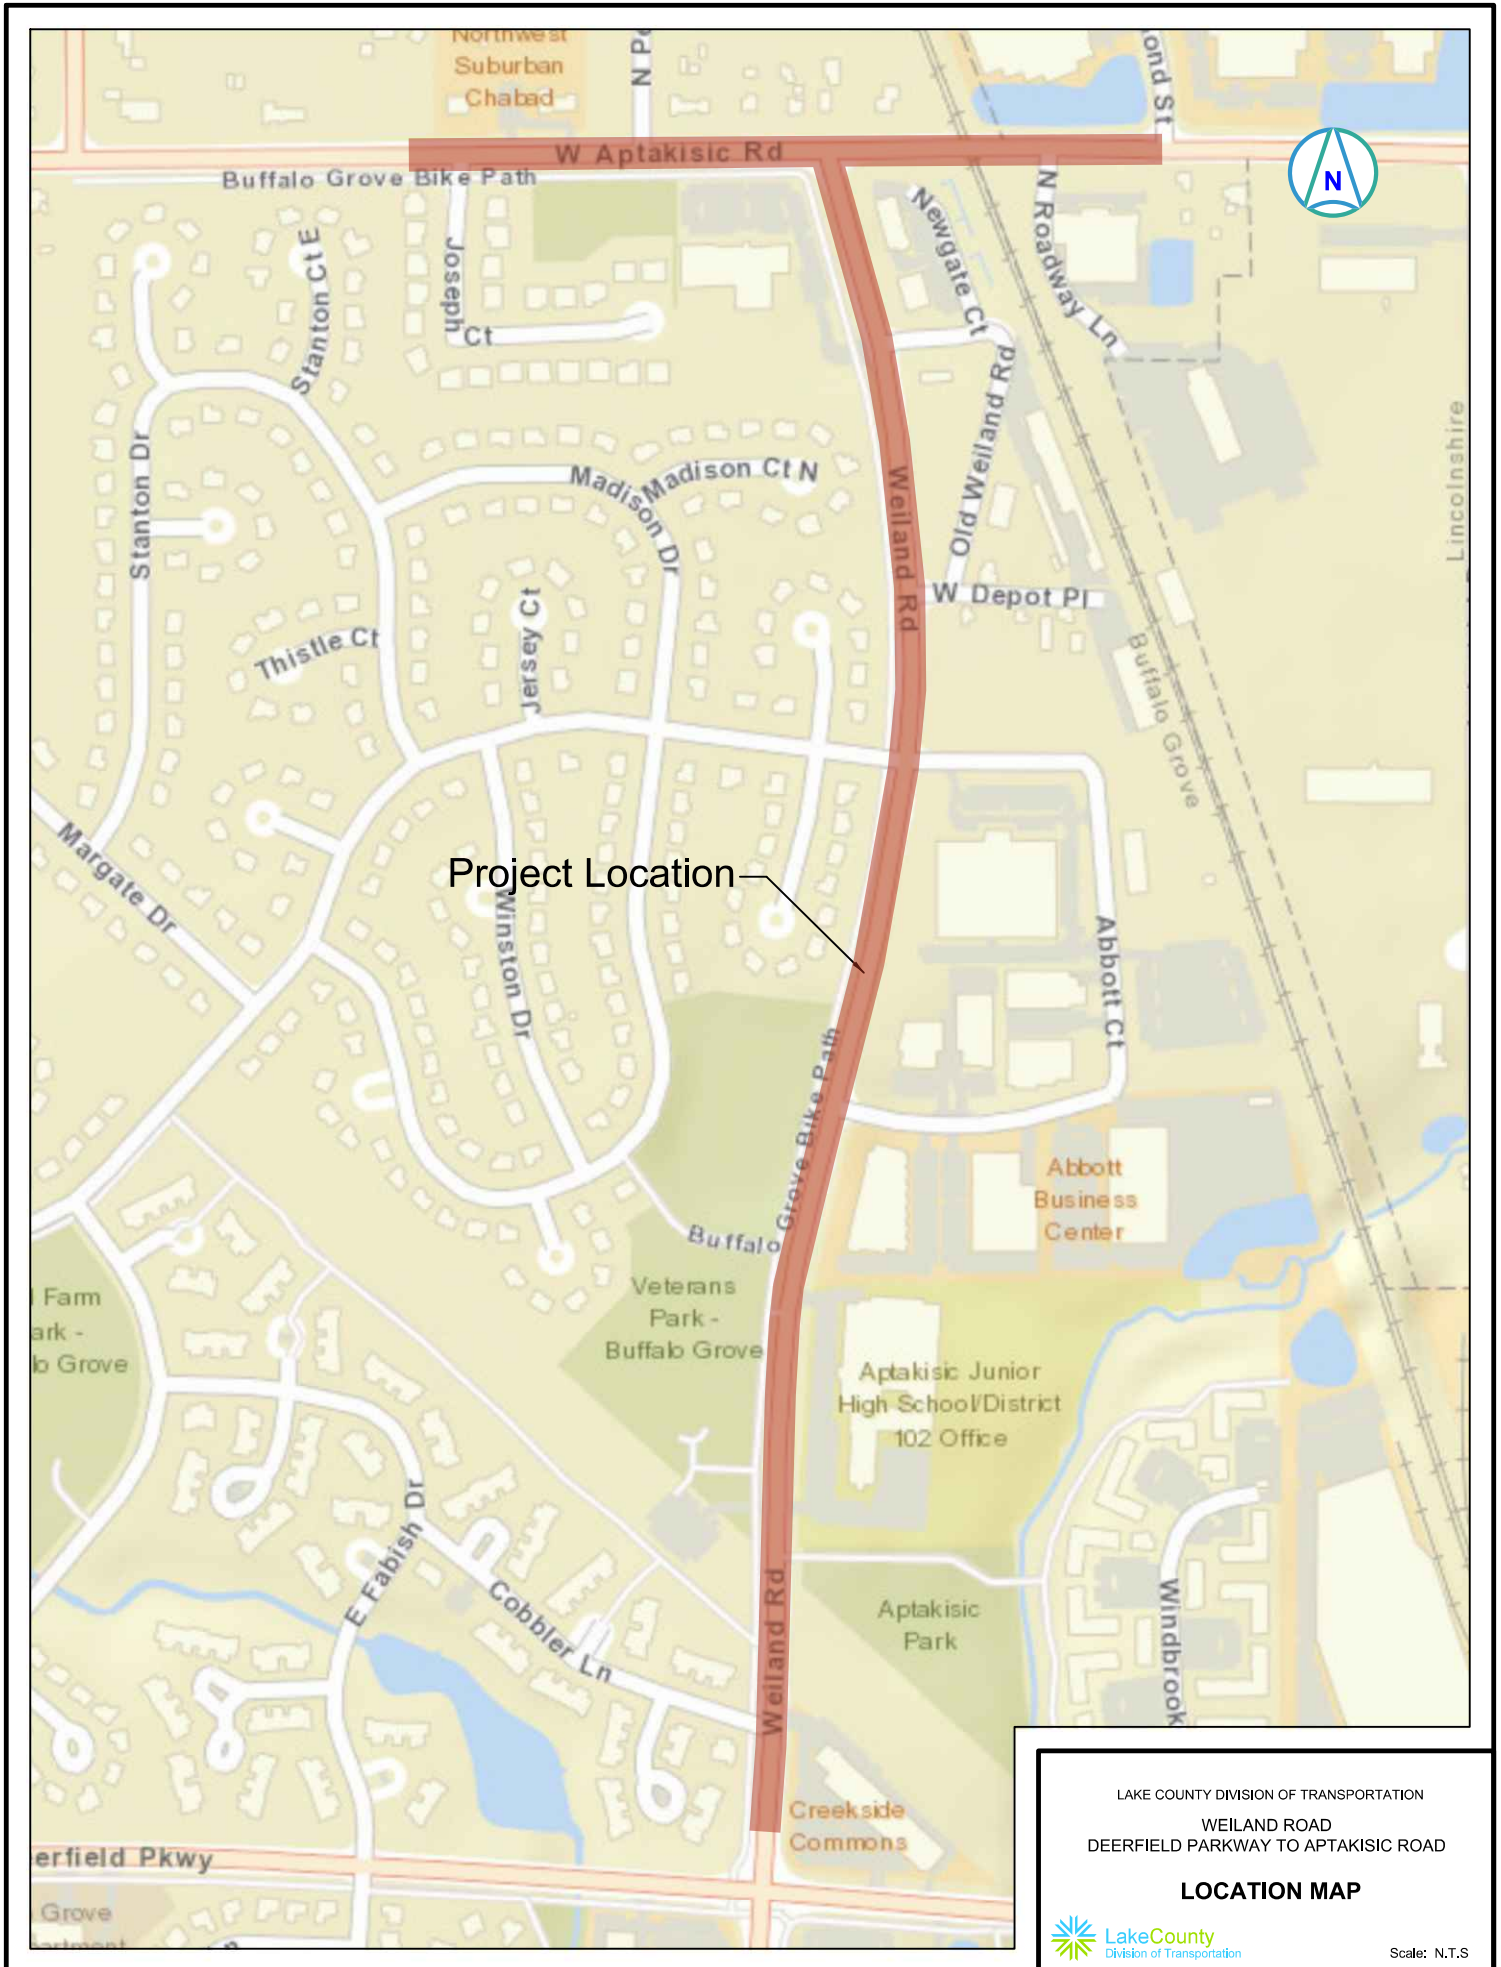 Northwest
Suburban
Chabad
N P
ond St
W Aptakisic Rd
Buffalo Grove Bike Path
N
Stanton Ct E
Joseph
Ct
Newgate Ct
N Roadway Ln
Old Weiland Rd
Lincolnshire
Stanton Dr
Madison Dr
Madison Ct N
Weiland Rd
W Depot Pl
Thistle Ct
Jersey Ct
Buffalo Grove
Margate Dr
Project Location
Winston Dr
Abbott Ct
Buffalo Grove Bike Path
Abbott
Business
Center
Farm
ark -
lo Grove
Veterans
Park -
Buffalo Grove
Aptakisic Junior
High School/District
102 Office
E Fabish Dr
Cobbler Ln
Weiland Rd
Aptakisic
Park
Windbrook
Creekside
Commons
erfield Pkwy
Grove
artment
LAKE COUNTY DIVISION OF TRANSPORTATION
WEILAND ROAD
DEERFIELD PARKWAY TO APTAKISIC ROAD
LOCATION MAP
LakeCounty
Division of Transportation
Scale: N.T.S